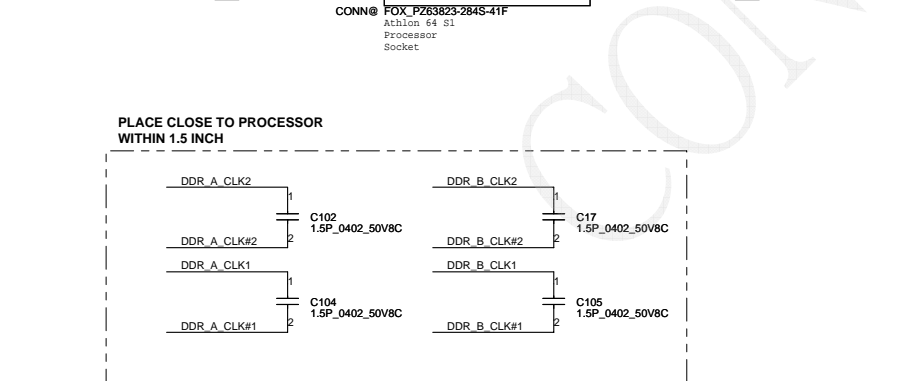 CONN@ FOX_PZ63823-284S-41F
Athlon 64 S1
Processor
Socket
PLACE CLOSE TO PROCESSOR
WITHIN 1.5 INCH
DDR_A_CLK2
1
C102
1.5P_0402_50V8C
2
DDR_A_CLK#2
DDR_B_CLK2
1
C17
1.5P_0402_50V8C
2
DDR_B_CLK#2
DDR_A_CLK1
1
C104
1.5P_0402_50V8C
2
DDR_A_CLK#1
DDR_B_CLK1
1
C105
1.5P_0402_50V8C
2
DDR_B_CLK#1
CON